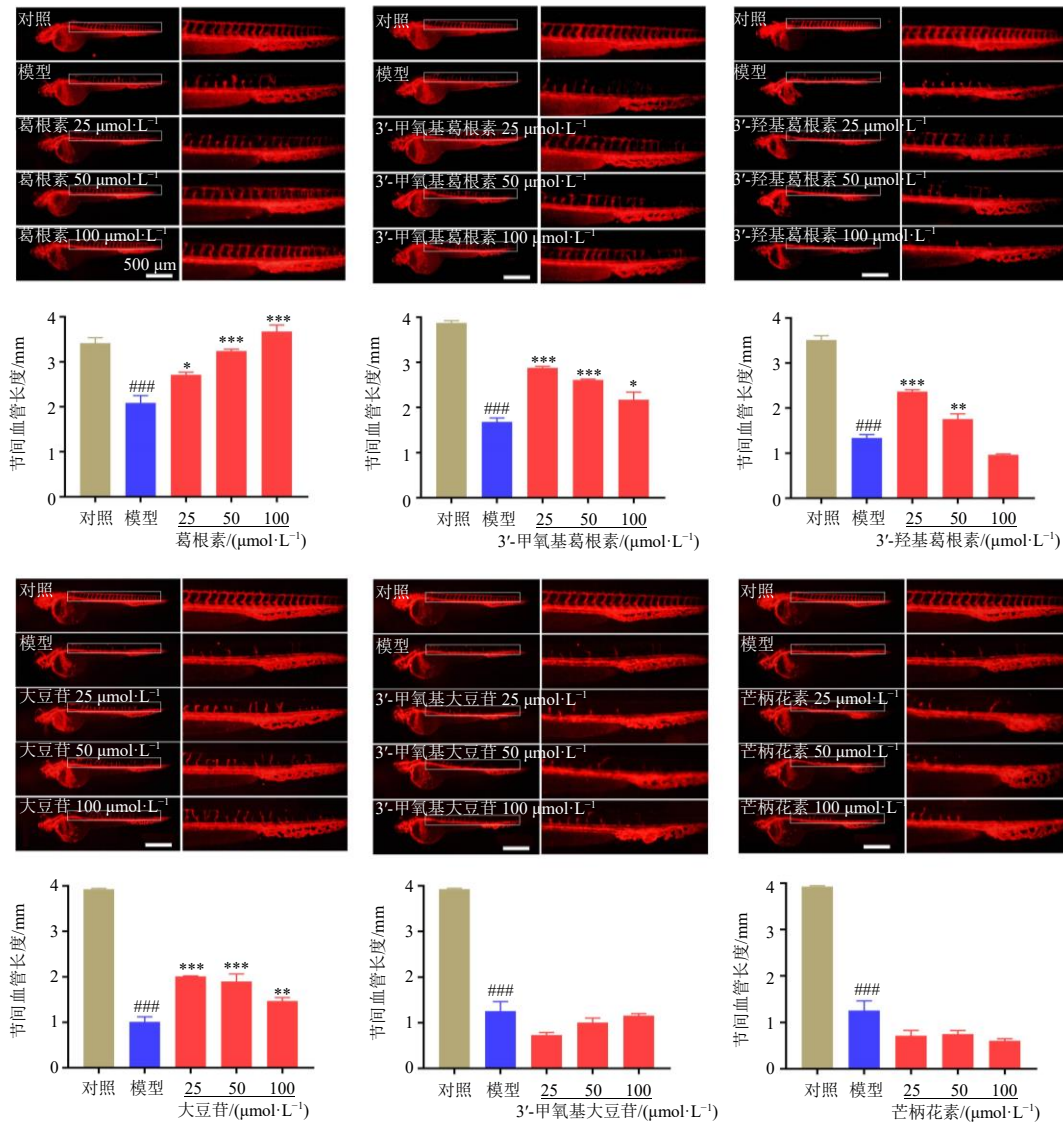 对照
模型
葛根素 25 μmol·L⁻¹
葛根素 50 μmol·L⁻¹
葛根素 100 μmol·L⁻¹
500 μm
对照
模型
3′-甲氧基葛根素 25 μmol·L⁻¹
3′-甲氧基葛根素 50 μmol·L⁻¹
3′-甲氧基葛根素 100 μmol·L⁻¹
对照
模型
3′-羟基葛根素 25 μmol·L⁻¹
3′-羟基葛根素 50 μmol·L⁻¹
3′-羟基葛根素 100 μmol·L⁻¹
节间血管长度/mm
4
3
2
1
0
###
*
***
***
对照 模型 25 50 100
葛根素/(μmol·L⁻¹)
节间血管长度/mm
4
3
2
1
0
###
***
***
*
对照 模型 25 50 100
3′-甲氧基葛根素/(μmol·L⁻¹)
节间血管长度/mm
4
3
2
1
0
###
***
**
对照 模型 25 50 100
3′-羟基葛根素/(μmol·L⁻¹)
对照
模型
大豆苷 25 μmol·L⁻¹
大豆苷 50 μmol·L⁻¹
大豆苷 100 μmol·L⁻¹
对照
模型
3′-甲氧基大豆苷 25 μmol·L⁻¹
3′-甲氧基大豆苷 50 μmol·L⁻¹
3′-甲氧基大豆苷 100 μmol·L⁻¹
对照
模型
芒柄花素 25 μmol·L⁻¹
芒柄花素 50 μmol·L⁻¹
芒柄花素 100 μmol·L⁻¹
节间血管长度/mm
4
3
2
1
0
###
***
***
**
对照 模型 25 50 100
大豆苷/(μmol·L⁻¹)
节间血管长度/mm
4
3
2
1
0
###
对照 模型 25 50 100
3′-甲氧基大豆苷/(μmol·L⁻¹)
节间血管长度/mm
4
3
2
1
0
###
对照 模型 25 50 100
芒柄花素/(μmol·L⁻¹)